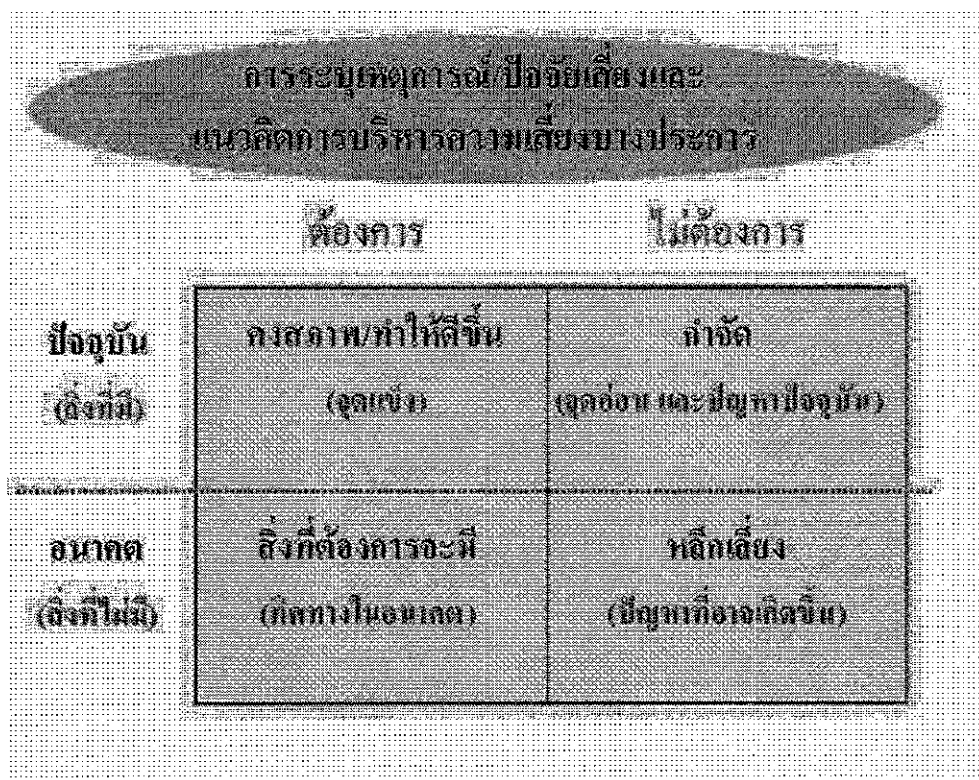 การระบุเหตุการณ์/ปัจจัยเสี่ยงและ
แนวคิดการบริหารความเสี่ยงบางประการ
ต้องการ ไม่ต้องการ
ปัจจุบัน คงสภาพ/ทำให้ดีขึ้น กำจัด
(สิ่งที่มี) (จุดแข็ง) (จุดอ่อน และปัญหาปัจจุบัน)
อนาคต สิ่งที่ต้องการจะมี หลีกเลี่ยง
(สิ่งที่ไม่มี) (ทิศทางในอนาคต) (ปัญหาที่อาจเกิดขึ้น)